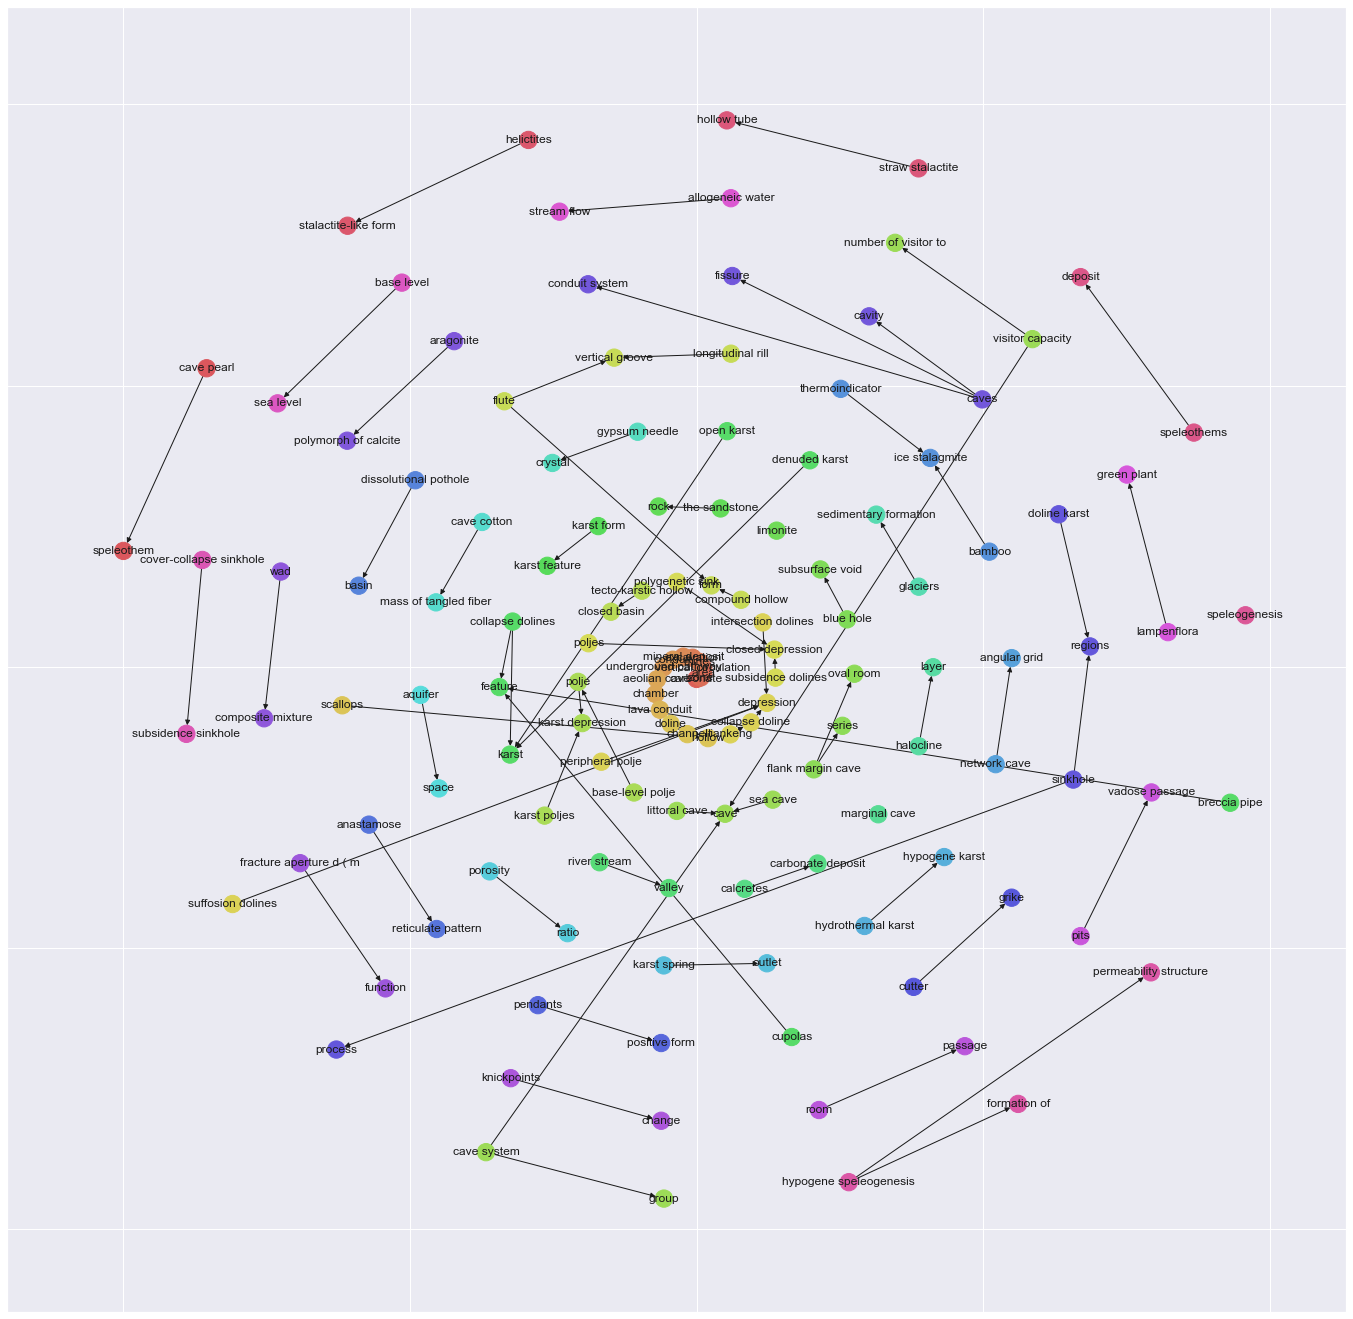 hollow tube
helictites
straw stalactite
allogeneic water
stream flow
stalactite-like form
number of visitor to
fissure
deposit
base level
conduit system
cavity
visitor capacity
aragonite
longitudinal rill
vertical groove
cave pearl
thermoindicator
caves
flute
sea level
gypsum needle
open karst
speleothems
polymorph of calcite
ice stalagmite
denuded karst
crystal
green plant
dissolutional pothole
rock
the sandstone
sedimentary formation
doline karst
cave cotton
karst form
limonite
speleothem
bamboo
cover-collapse sinkhole
karst feature
subsurface void
wad
basin
polygenetic sink
form
glaciers
tecto-karstic hollow
mass of tangled fiber
compound hollow
closed basin
speleogenesis
collapse dolines
intersection dolines
blue hole
lampenflora
poljes
closed depression
regions
mineral deposit
angular grid
layer
oval room
polje
subsidence dolines
feature
aquifer
chamber
scallops
depression
lava conduit
composite mixture
karst depression
doline
collapse doline
series
subsidence sinkhole
channel
tiankeng
hollow
halocline
karst
peripheral polje
flank margin cave
network cave
sinkhole
space
base-level polje
vadose passage
sea cave
breccia pipe
karst poljes
littoral cave
cave
marginal cave
anastamose
hypogene karst
fracture aperture d ( m
river stream
carbonate deposit
porosity
valley
calcretes
grike
suffosion dolines
hydrothermal karst
reticulate pattern
ratio
pits
karst spring
outlet
permeability structure
function
cutter
pendants
cupolas
positive form
passage
process
knickpoints
formation of
room
change
cave system
hypogene speleogenesis
group